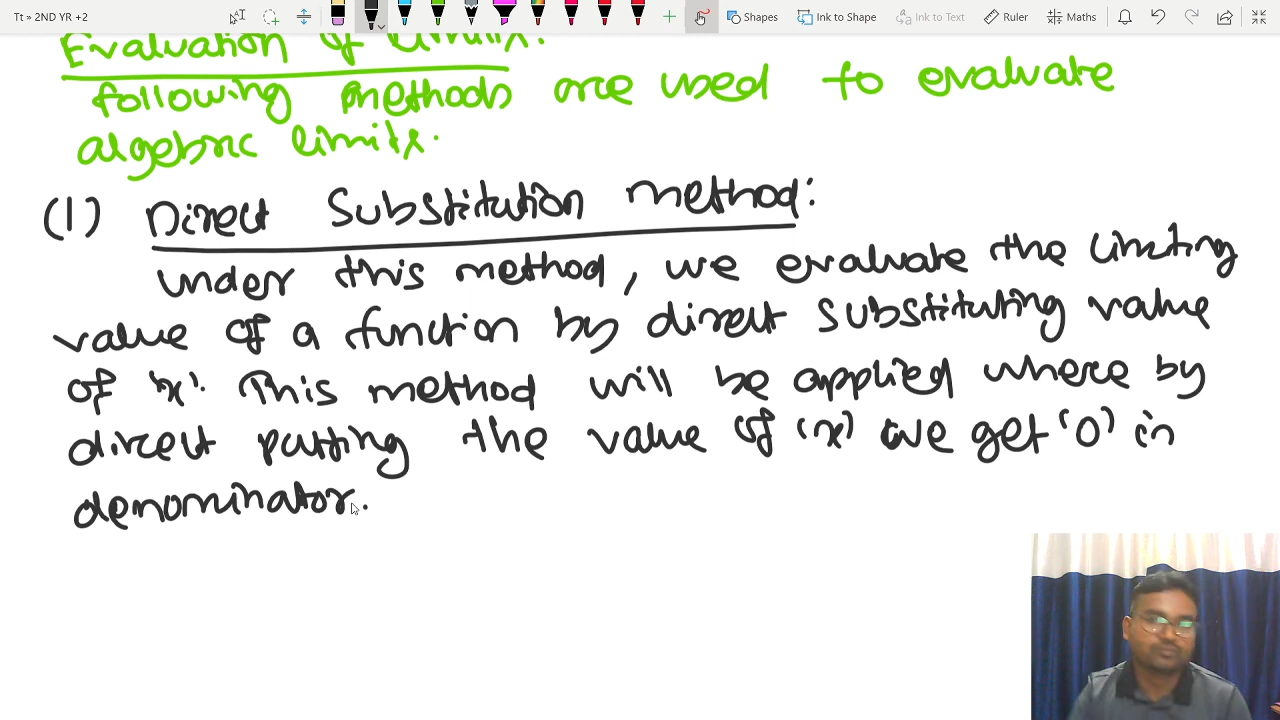 Tt » 2ND YR +2
Shapes Ink to Shape Ink to Text Ruler Maths
Evaluation of Limits:
following methods are used to evaluate
algebric limits.
(1) Direct Substitution method:
under this method, we evaluate the limiting
value of a function by direct substituting value
of 'x'. This method will be applied where by
direct putting the value of (x) we get '0' in
denominator.